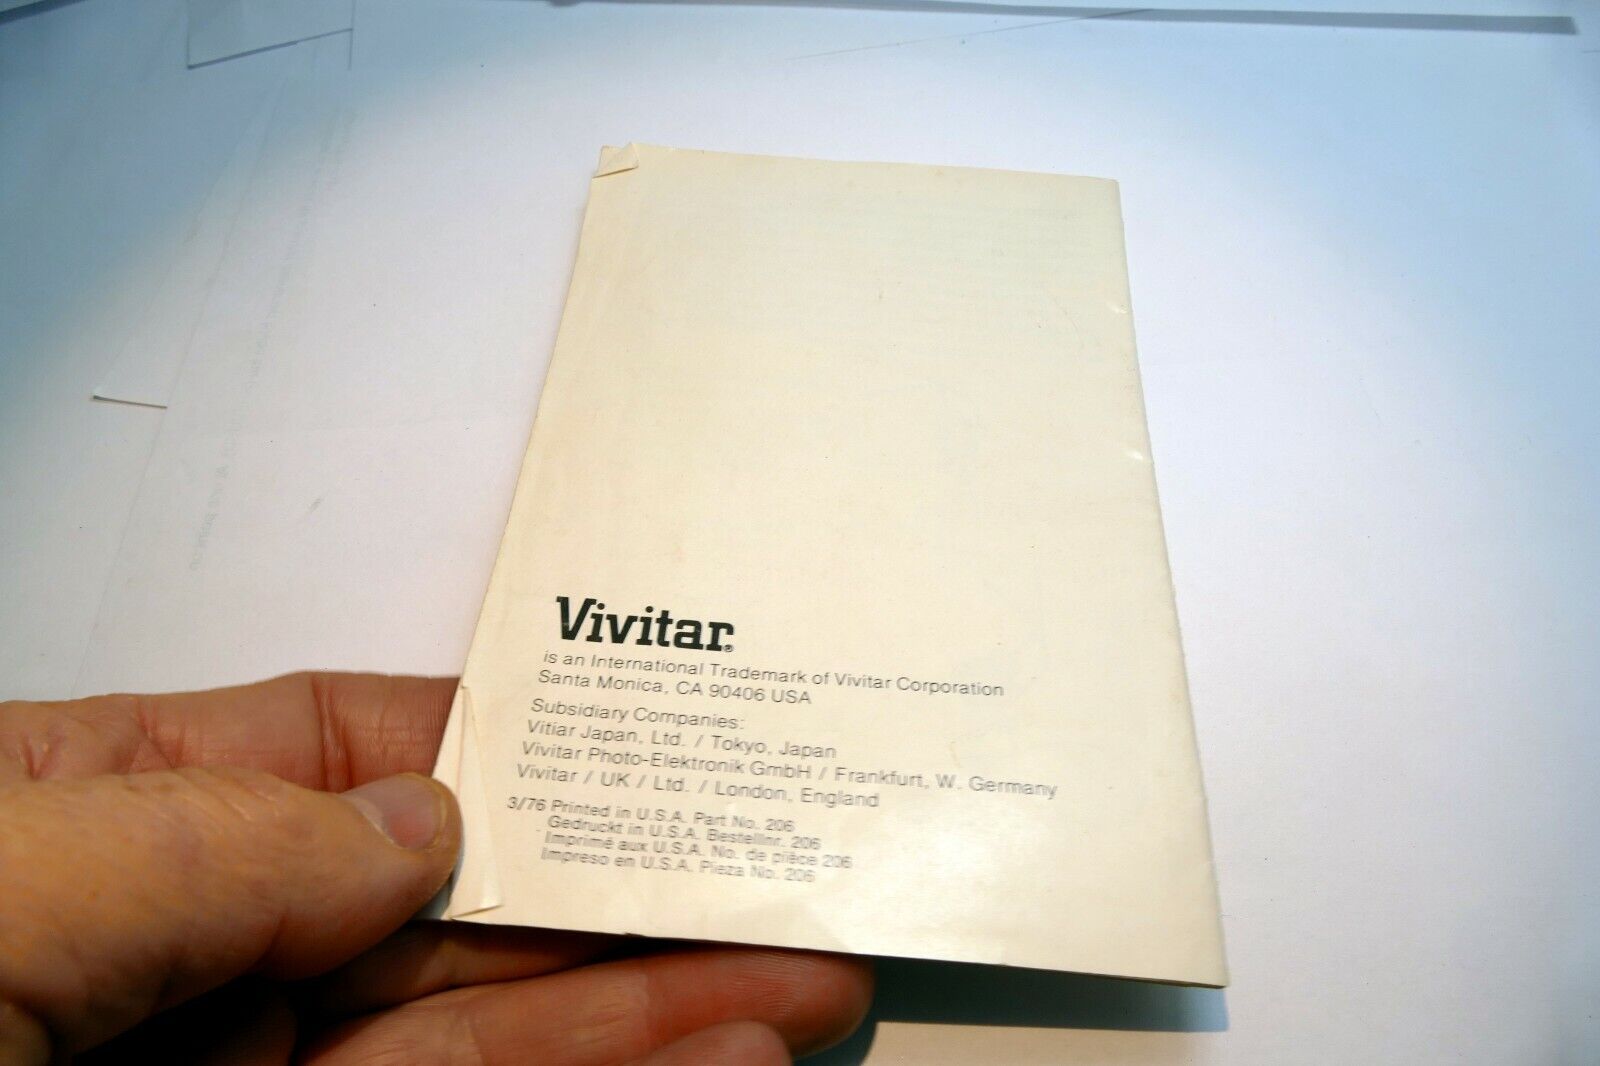 Vivitar®
is an International Trademark of Vivitar Corporation
Santa Monica, CA 90406 USA
Subsidiary Companies:
Vitiar Japan, Ltd. / Tokyo, Japan
Vivitar Photo-Elektronik GmbH / Frankfurt, W. Germany
Vivitar / UK / Ltd. / London, England
3/76 Printed in U.S.A. Part No. 206
Gedruckt in U.S.A. Bestellnr. 206
Imprimé aux U.S.A. No. de pièce 206
Impreso en U.S.A. Pieza No. 206